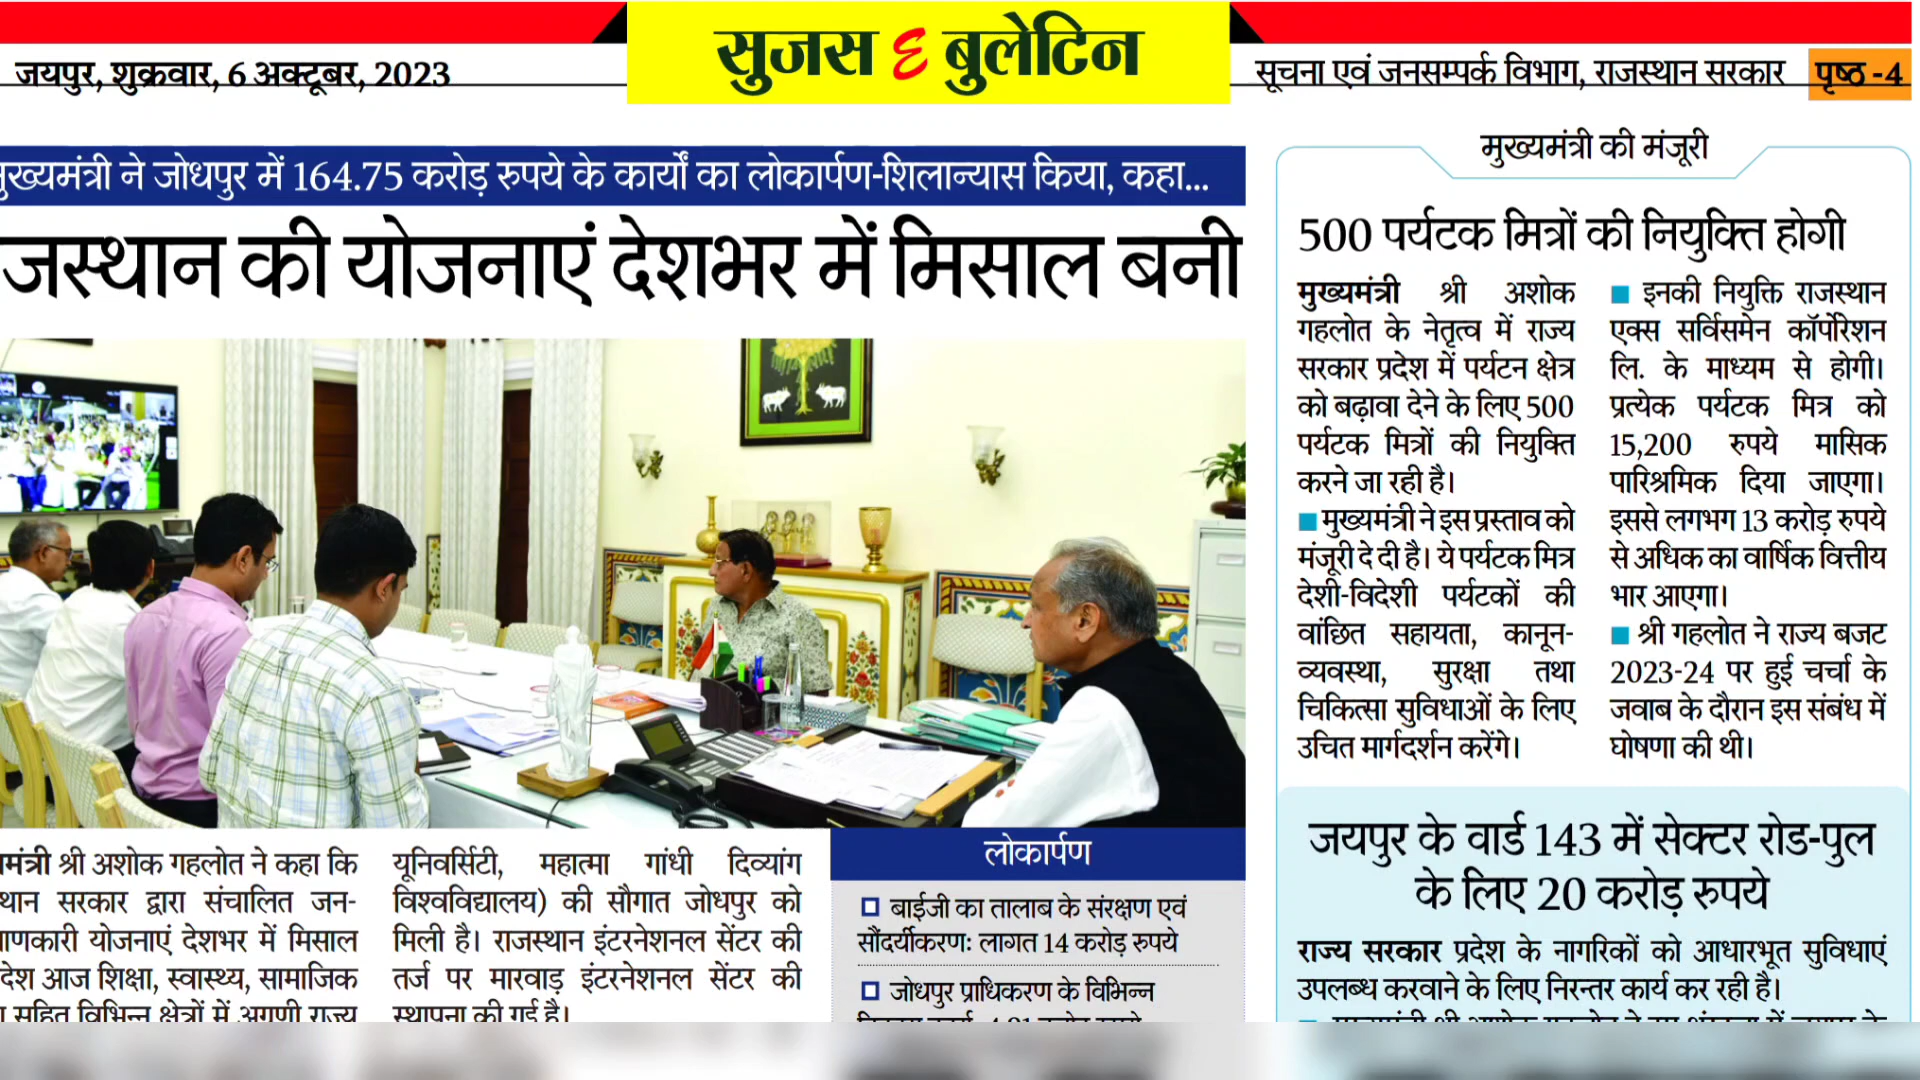 जयपुर, शुक्रवार, 6 अक्टूबर, 2023
सुजस e बुलेटिन
सूचना एवं जनसम्पर्क विभाग, राजस्थान सरकार
पृष्ठ -4
मुख्यमंत्री ने जोधपुर में 164.75 करोड़ रुपये के कार्यों का लोकार्पण-शिलान्यास किया, कहा...
जस्थान की योजनाएं देशभर में मिसाल बनी
मंत्री श्री अशोक गहलोत ने कहा कि
थान सरकार द्वारा संचालित जन-
याणकारी योजनाएं देशभर में मिसाल
देश आज शिक्षा, स्वास्थ्य, सामाजिक
सहित विभिन्न क्षेत्रों में अग्रणी राज्य
यूनिवर्सिटी, महात्मा गांधी दिव्यांग
विश्वविद्यालय) की सौगात जोधपुर को
मिली है। राजस्थान इंटरनेशनल सेंटर की
तर्ज पर मारवाड़ इंटरनेशनल सेंटर की
स्थापना की गई है।
लोकार्पण
बाईजी का तालाब के संरक्षण एवं
सौंदर्यीकरण: लागत 14 करोड़ रुपये
जोधपुर प्राधिकरण के विभिन्न
मुख्यमंत्री की मंजूरी
500 पर्यटक मित्रों की नियुक्ति होगी
मुख्यमंत्री श्री अशोक
गहलोत के नेतृत्व में राज्य
सरकार प्रदेश में पर्यटन क्षेत्र
को बढ़ावा देने के लिए 500
पर्यटक मित्रों की नियुक्ति
करने जा रही है।
■ मुख्यमंत्री ने इस प्रस्ताव को
मंजूरी दे दी है। ये पर्यटक मित्र
देशी-विदेशी पर्यटकों की
वांछित सहायता, कानून-
व्यवस्था, सुरक्षा तथा
चिकित्सा सुविधाओं के लिए
उचित मार्गदर्शन करेंगे।
■ इनकी नियुक्ति राजस्थान
एक्स सर्विसमेन कॉर्पोरेशन
लि. के माध्यम से होगी।
प्रत्येक पर्यटक मित्र को
15,200 रुपये मासिक
पारिश्रमिक दिया जाएगा।
इससे लगभग 13 करोड़ रुपये
से अधिक का वार्षिक वित्तीय
भार आएगा।
■ श्री गहलोत ने राज्य बजट
2023-24 पर हुई चर्चा के
जवाब के दौरान इस संबंध में
घोषणा की थी।
जयपुर के वार्ड 143 में सेक्टर रोड-पुल
के लिए 20 करोड़ रुपये
राज्य सरकार प्रदेश के नागरिकों को आधारभूत सुविधाएं
उपलब्ध करवाने के लिए निरन्तर कार्य कर रही है।